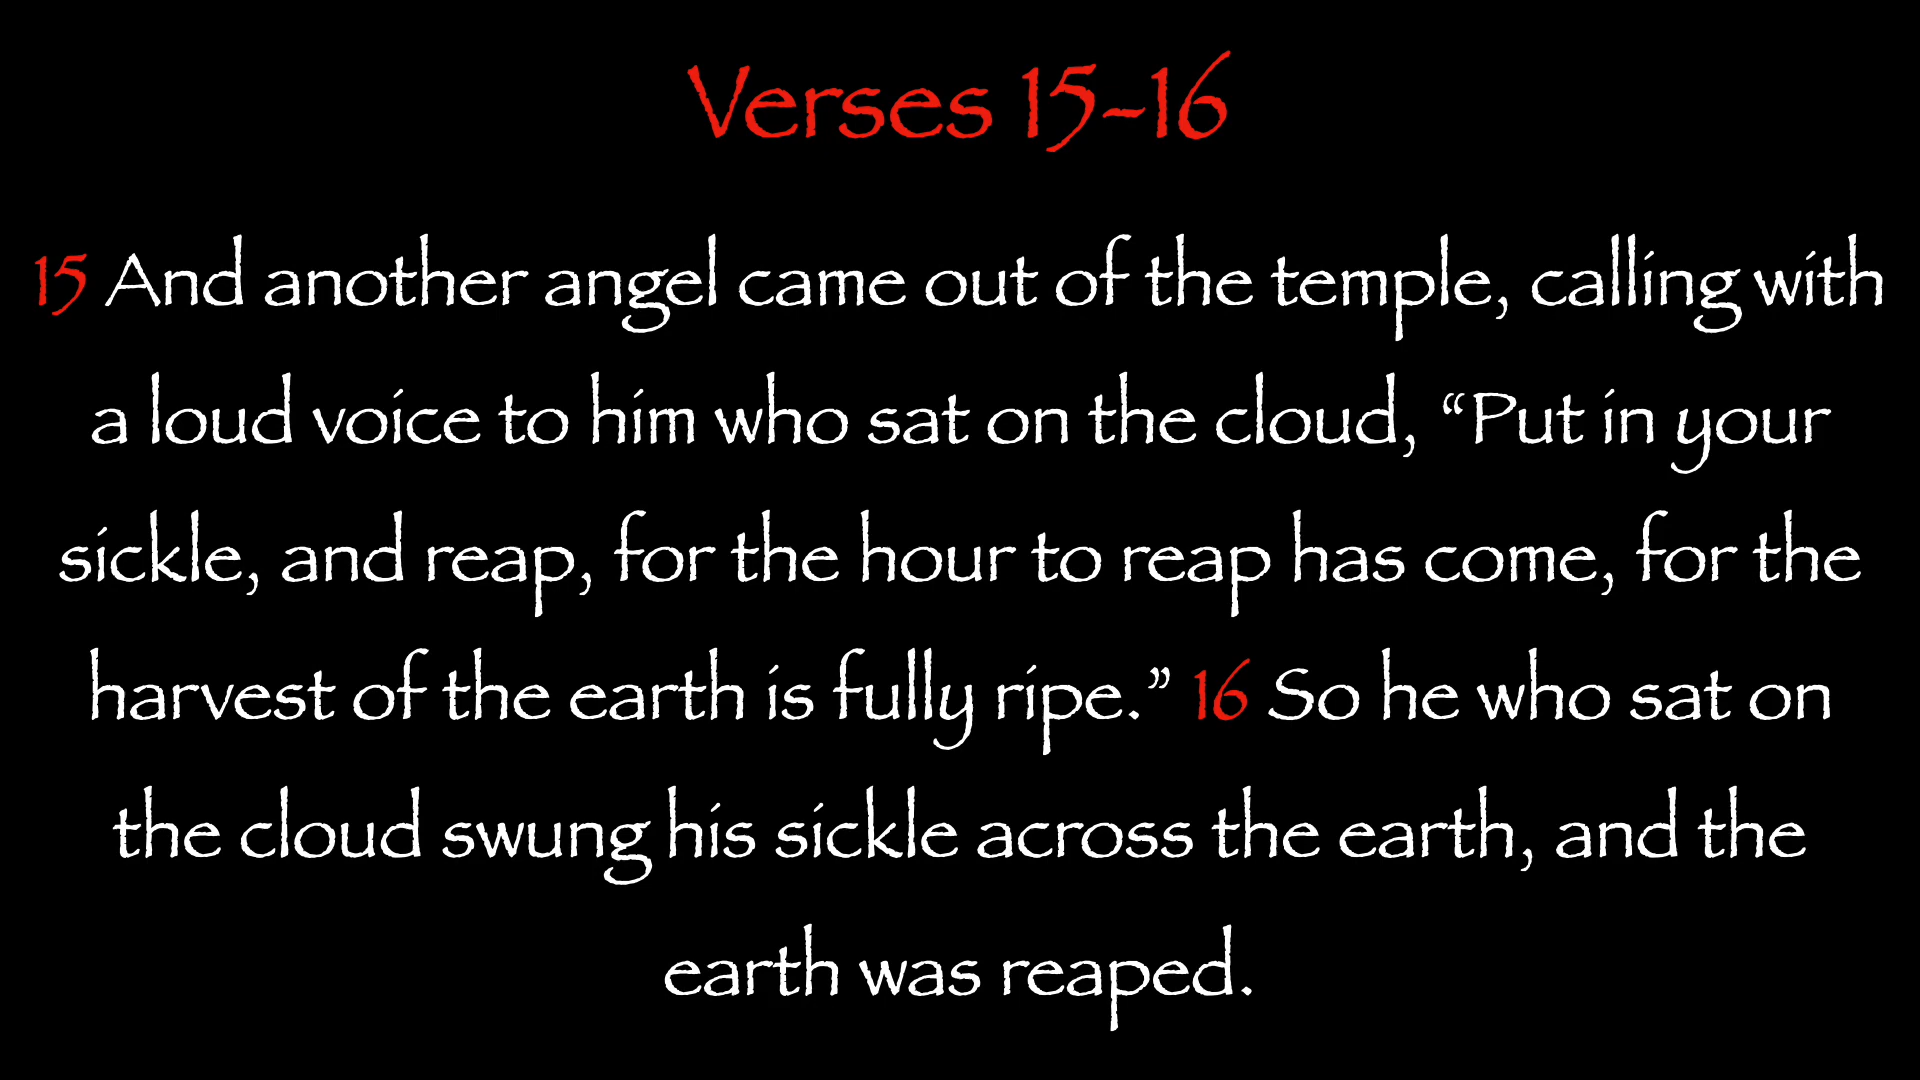 Verses 15-16
15 And another angel came out of the temple, calling with
a loud voice to him who sat on the cloud, “Put in your
sickle, and reap, for the hour to reap has come, for the
harvest of the earth is fully ripe.” 16 So he who sat on
the cloud swung his sickle across the earth, and the
earth was reaped.